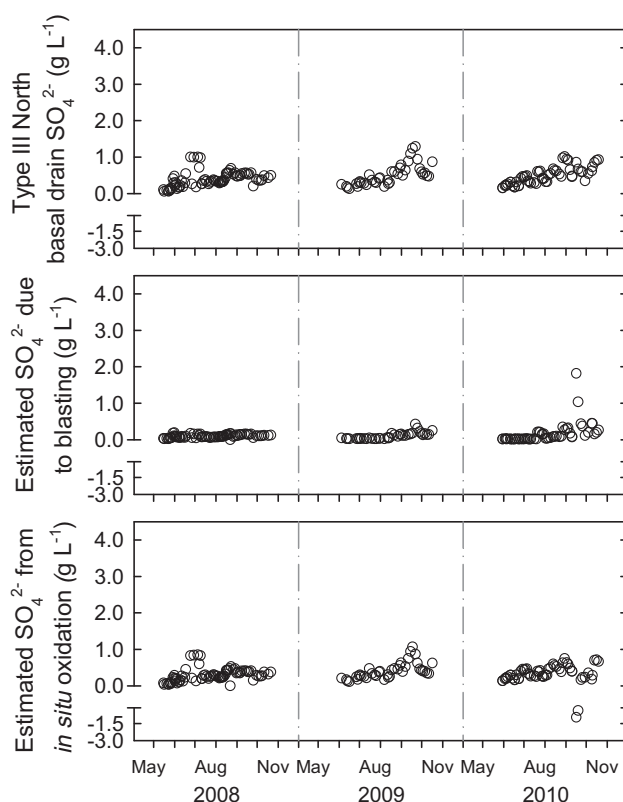 Type III North
basal drain SO₄²⁻ (g L⁻¹)
4.0
3.0
2.0
1.0
0.0
-1.5
-3.0
Estimated SO₄²⁻ due
to blasting (g L⁻¹)
4.0
3.0
2.0
1.0
0.0
-1.5
-3.0
Estimated SO₄²⁻ from
in situ oxidation (g L⁻¹)
4.0
3.0
2.0
1.0
0.0
-1.5
-3.0
May Aug Nov May Aug Nov May Aug Nov
2008 2009 2010